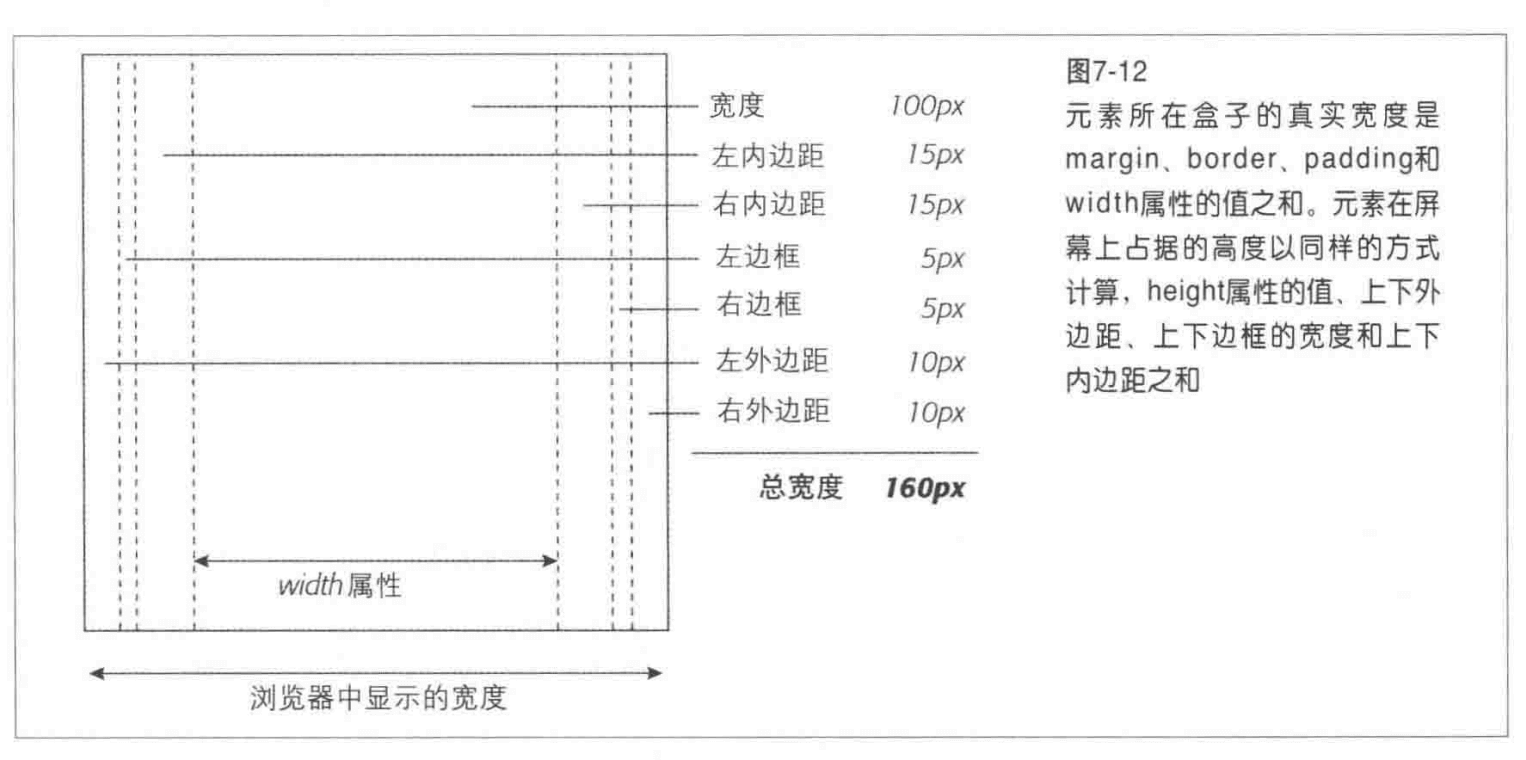 宽度 100px
左内边距 15px
右内边距 15px
左边框 5px
右边框 5px
左外边距 10px
右外边距 10px
总宽度 160px
width属性
浏览器中显示的宽度
图7-12
元素所在盒子的真实宽度是
margin、border、padding和
width属性的值之和。元素在屏
幕上占据的高度以同样的方式
计算，height属性的值、上下外
边距、上下边框的宽度和上下
内边距之和